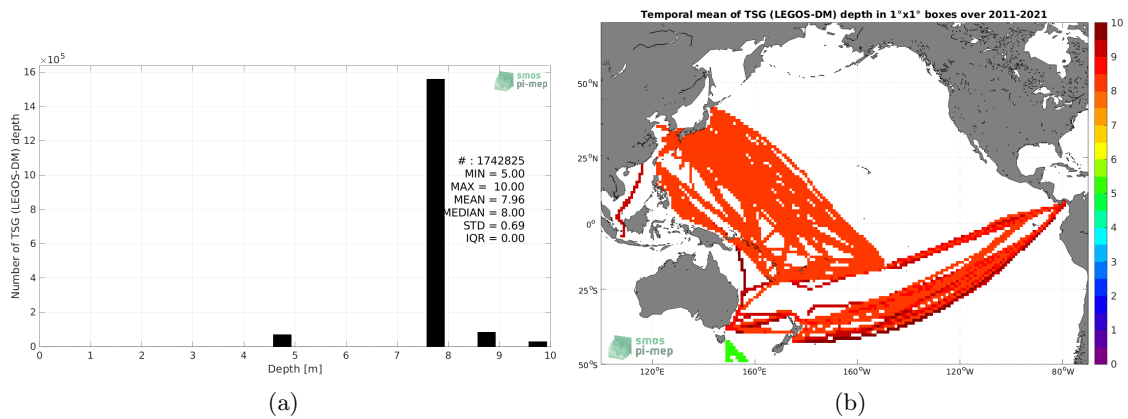 ×10⁵
16
14
12
10
8
6
4
2
0
Number of TSG (LEGOS-DM) depth
smos
pi-mep
# : 1742825
MIN = 5.00
MAX = 10.00
MEAN = 7.96
MEDIAN = 8.00
STD = 0.69
IQR = 0.00
0 1 2 3 4 5 6 7 8 9 10
Depth [m]
(a)
Temporal mean of TSG (LEGOS-DM) depth in 1°x1° boxes over 2011-2021
50°N
25°N
0°
25°S
50°S
120°E 160°E 160°W 120°W 80°W
smos
pi-mep
10
9
8
7
6
5
4
3
2
1
0
(b)